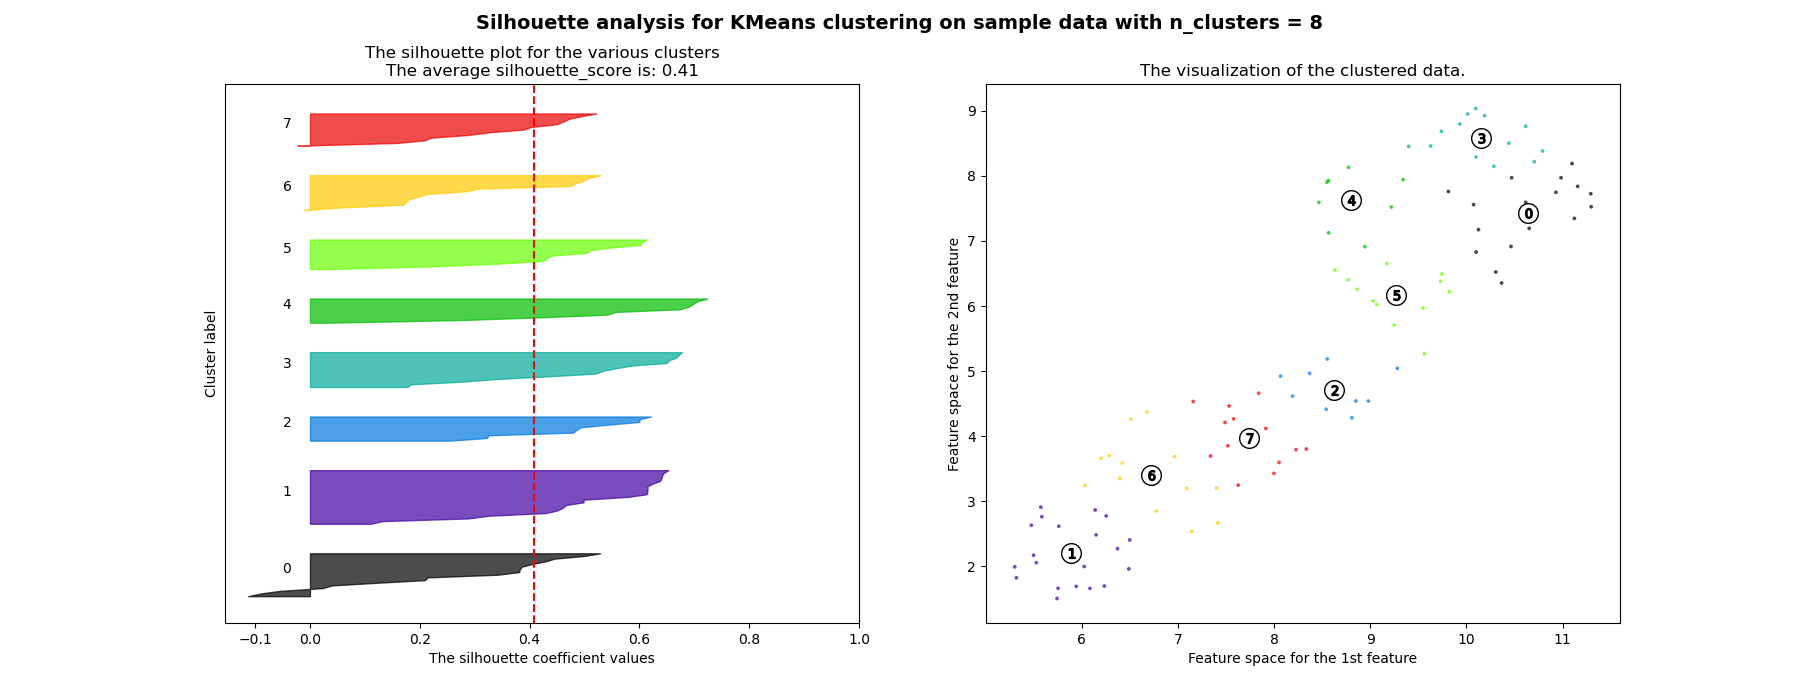 Silhouette analysis for KMeans clustering on sample data with n_clusters = 8
The silhouette plot for the various clusters
The average silhouette_score is: 0.41
7
6
5
4
3
2
1
0
Cluster label
−0.1 0.0 0.2 0.4 0.6 0.8 1.0
The silhouette coefficient values
The visualization of the clustered data.
9
8
7
6
5
4
3
2
Feature space for the 2nd feature
3
4
0
5
2
7
6
1
6 7 8 9 10 11
Feature space for the 1st feature